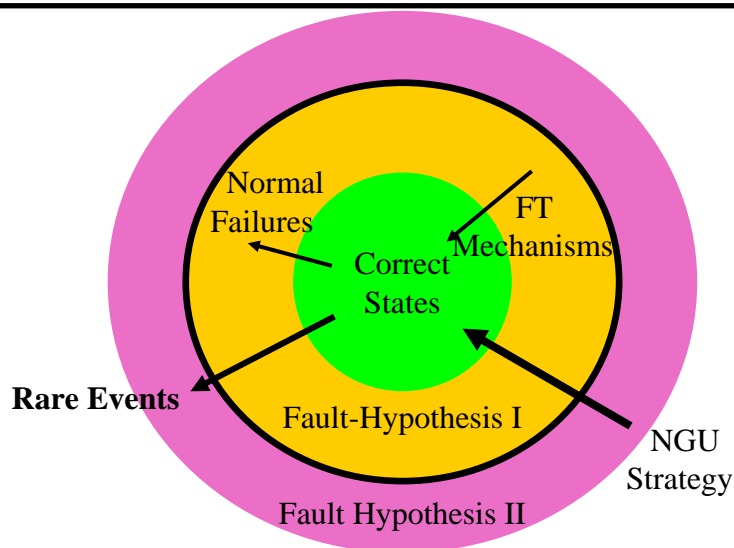 Normal
Failures
FT
Mechanisms
Correct
States
Rare Events
Fault-Hypothesis I
NGU
Strategy
Fault Hypothesis II